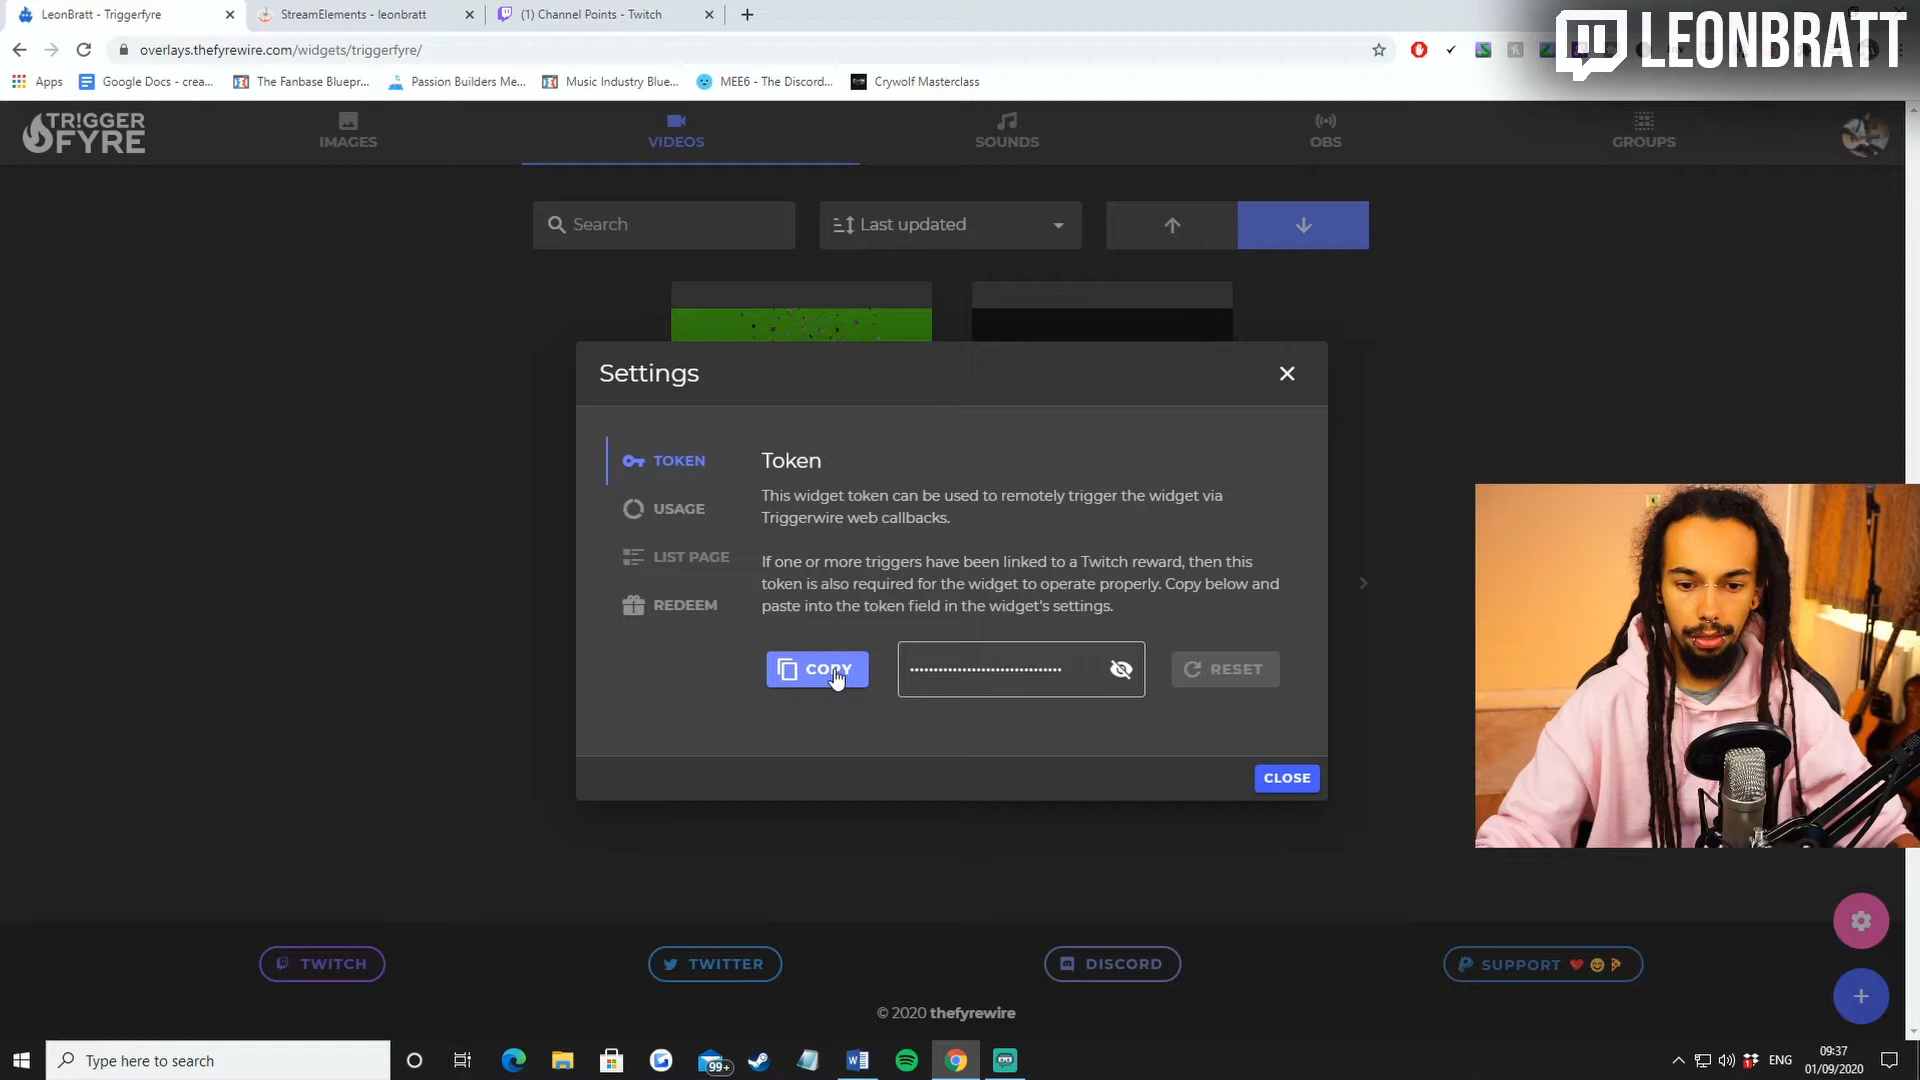 LeonBratt - Triggerfyre
StreamElements - leonbratt
(1) Channel Points - Twitch
overlays.thefyrewire.com/widgets/triggerfyre/
LEONBRATT
Apps
Google Docs - crea...
The Fanbase Bluepr...
Passion Builders Me...
Music Industry Blue...
MEE6 - The Discord...
Crywolf Masterclass
TR!GGER
FYRE
IMAGES
VIDEOS
SOUNDS
OBS
GROUPS
Search
Last updated
Settings
TOKEN
USAGE
LIST PAGE
REDEEM
Token
This widget token can be used to remotely trigger the widget via
Triggerwire web callbacks.
If one or more triggers have been linked to a Twitch reward, then this
token is also required for the widget to operate properly. Copy below and
paste into the token field in the widget's settings.
COPY
RESET
CLOSE
TWITCH
TWITTER
DISCORD
SUPPORT
© 2020 thefyrewire
Type here to search
99+
ENG
09:37
01/09/2020